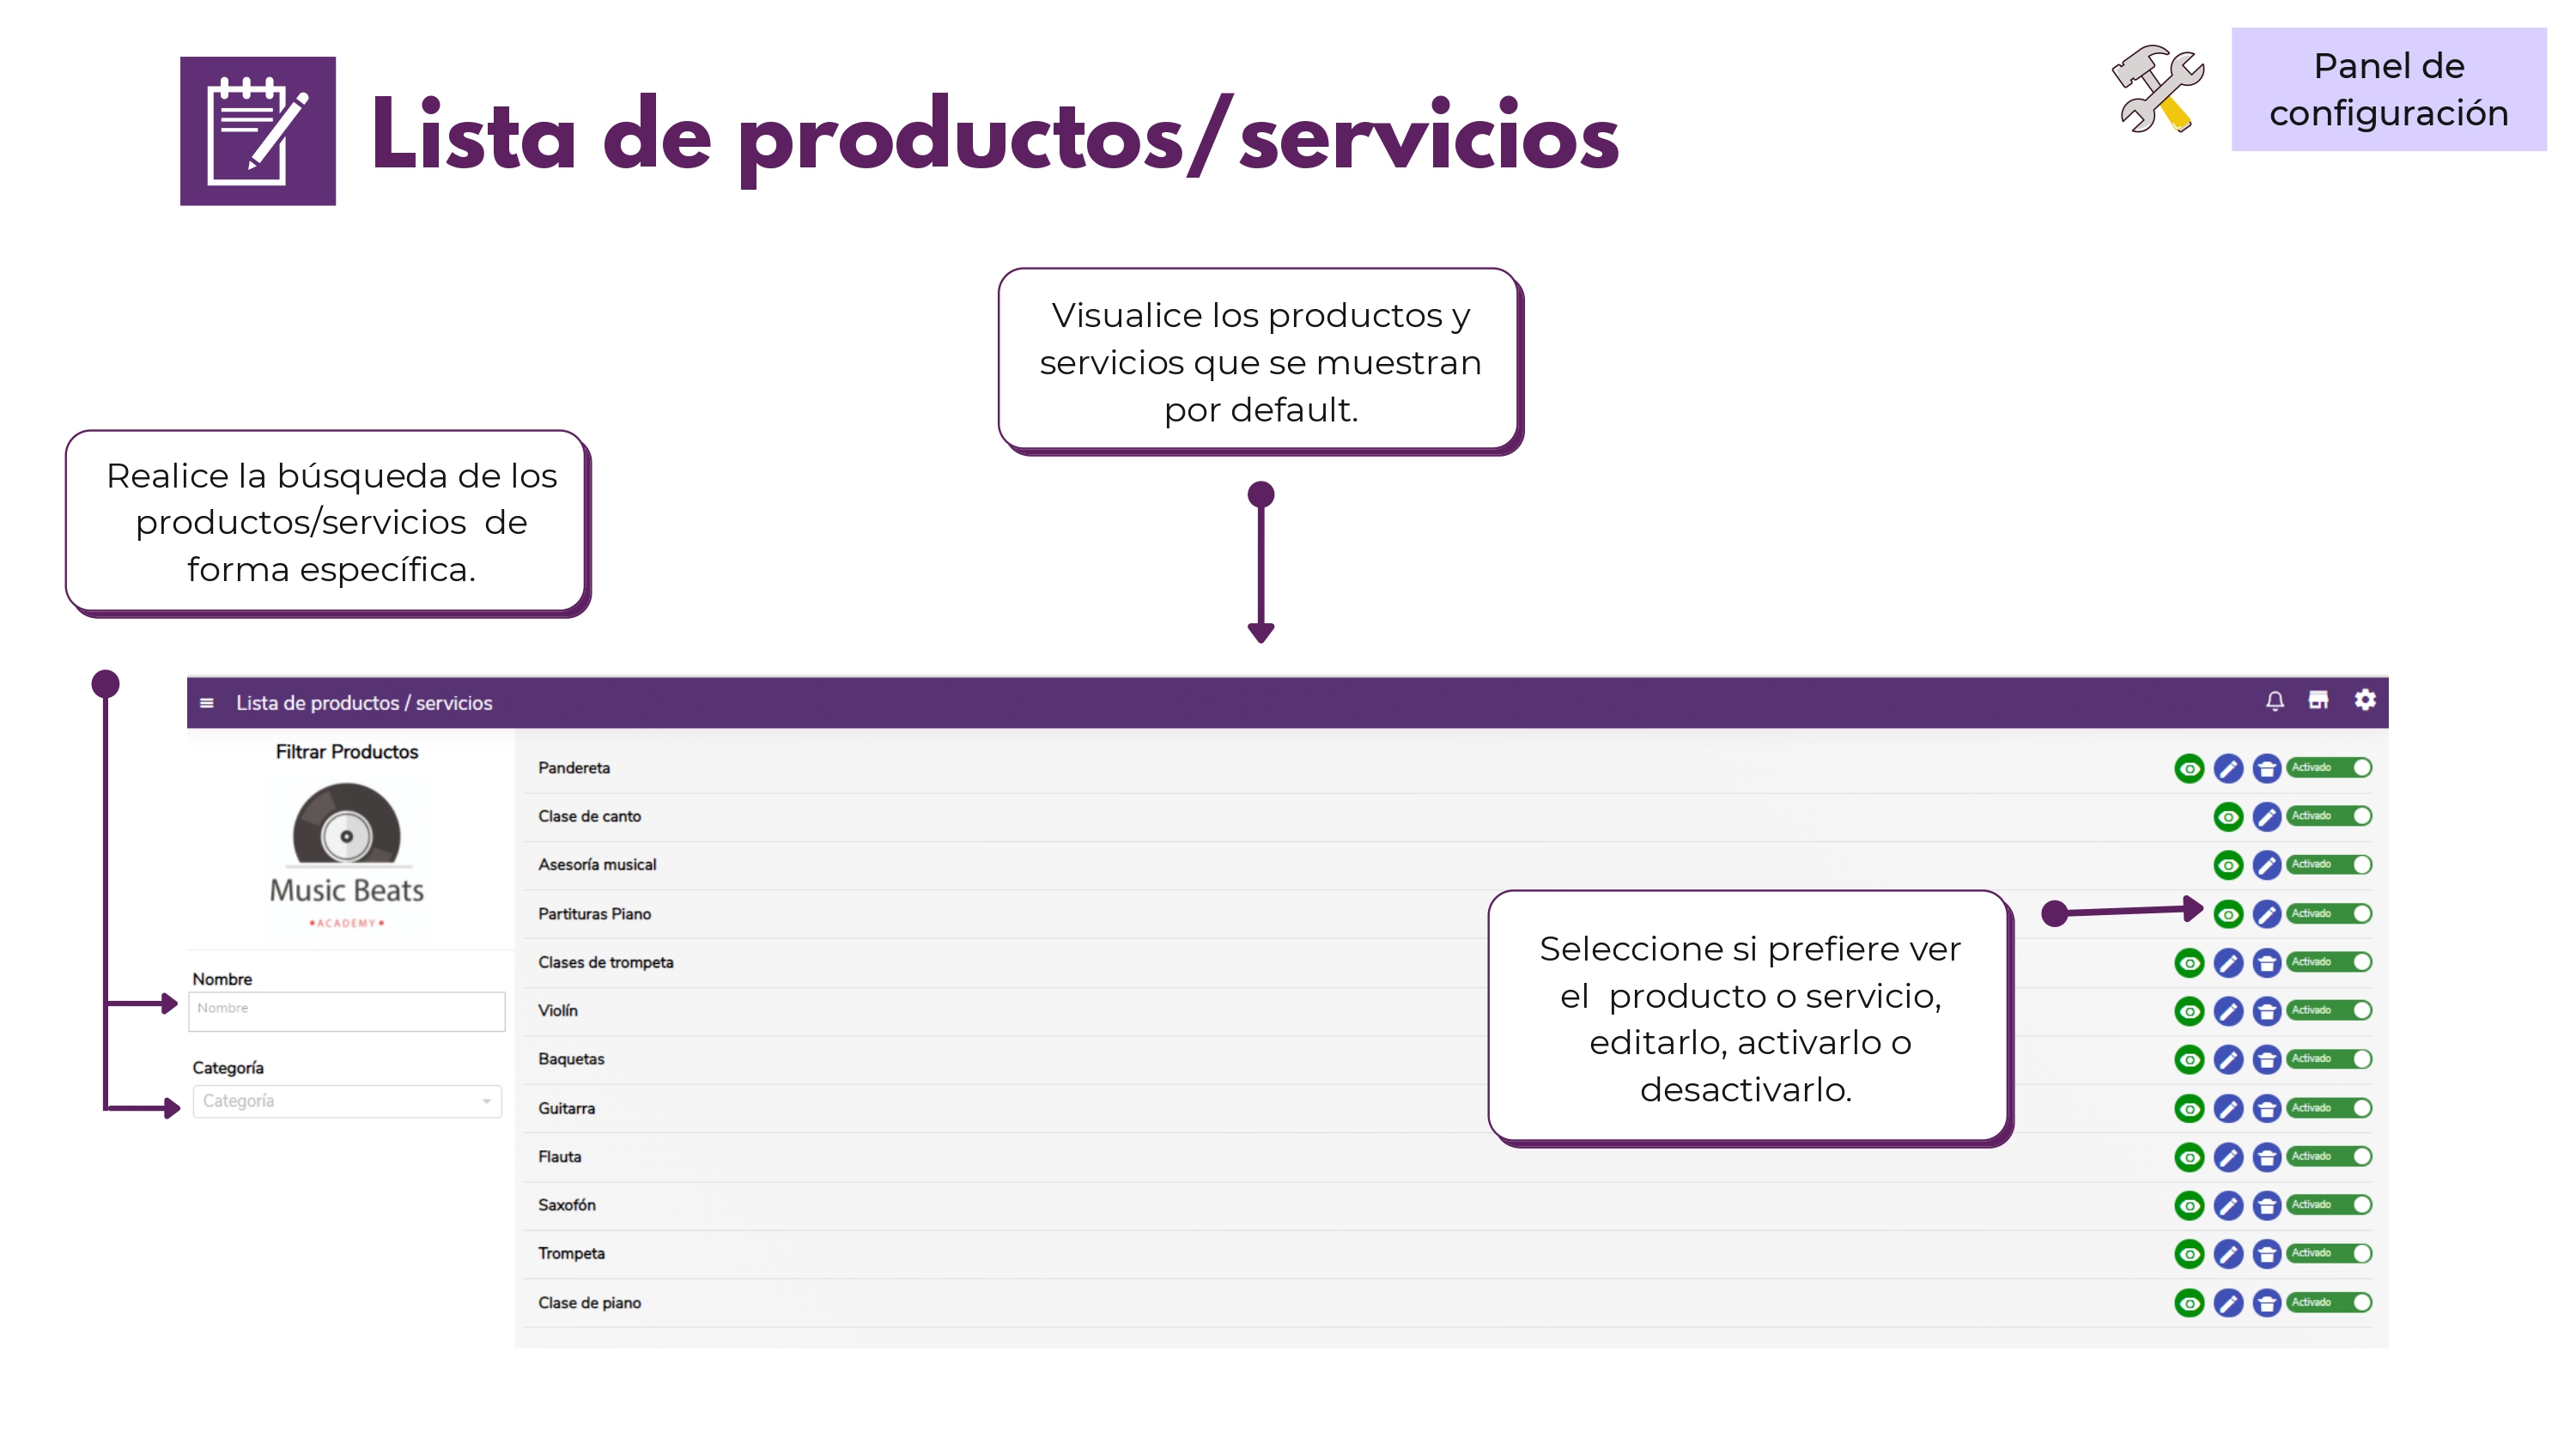 Lista de productos/servicios
Panel de
configuración
Visualice los productos y
servicios que se muestran
por default.
Realice la búsqueda de los
productos/servicios de
forma específica.
Lista de productos / servicios
Filtrar Productos
Music Beats
•ACADEMY•
Nombre
Nombre
Categoría
Categoría
Pandereta Activado
Clase de canto Activado
Asesoría musical Activado
Partituras Piano Activado
Clases de trompeta Activado
Violín Activado
Baquetas Activado
Guitarra Activado
Flauta Activado
Saxofón Activado
Trompeta Activado
Clase de piano Activado
Seleccione si prefiere ver
el producto o servicio,
editarlo, activarlo o
desactivarlo.